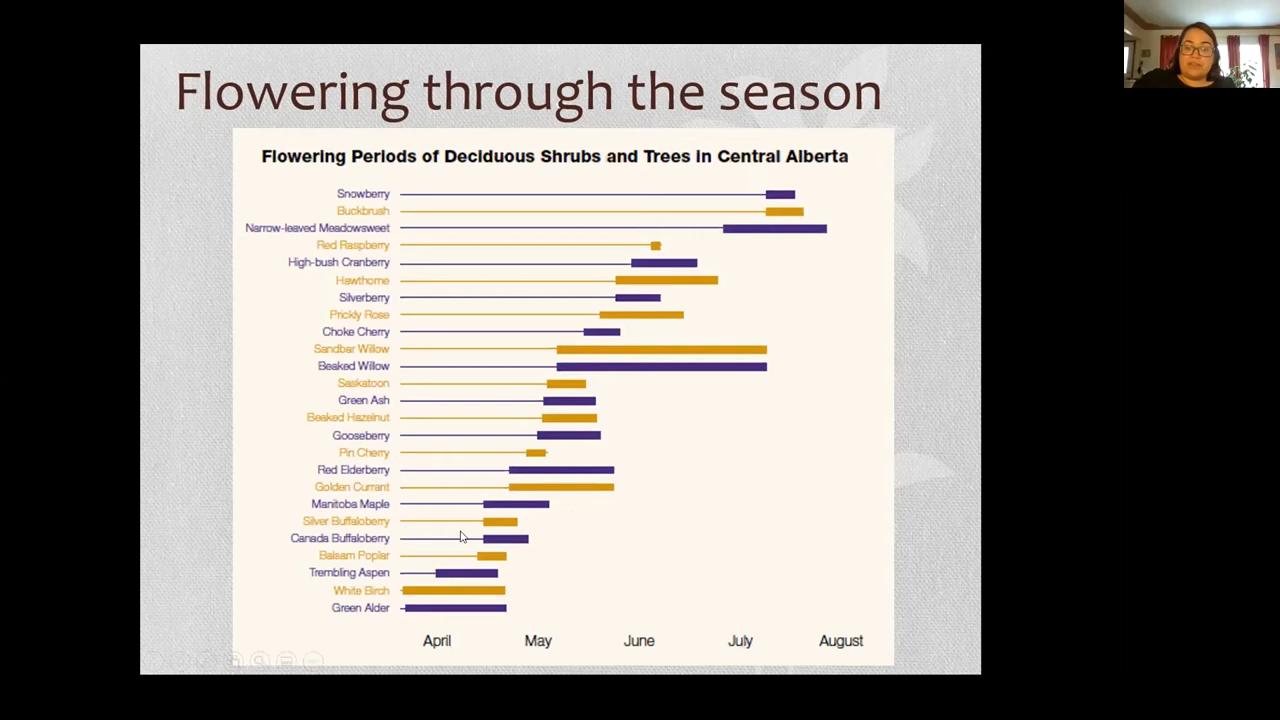 Flowering through the season
Flowering Periods of Deciduous Shrubs and Trees in Central Alberta
Snowberry
Buckbrush
Narrow-leaved Meadowsweet
Red Raspberry
High-bush Cranberry
Hawthorne
Silverberry
Prickly Rose
Choke Cherry
Sandbar Willow
Beaked Willow
Saskatoon
Green Ash
Beaked Hazelnut
Gooseberry
Pin Cherry
Red Elderberry
Golden Currant
Manitoba Maple
Silver Buffaloberry
Canada Buffaloberry
Balsam Poplar
Trembling Aspen
White Birch
Green Alder
April May June July August